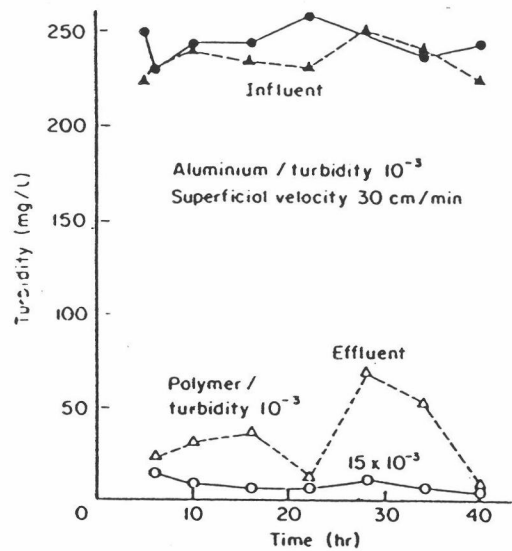 250
200
150
100
50
0
Turbidity (mg/l)
Influent
Aluminium / turbidity 10⁻³
Superficial velocity 30 cm/min
Effluent
Polymer /
turbidity 10⁻³
15 x 10⁻³
10 20 30 40
Time (hr)